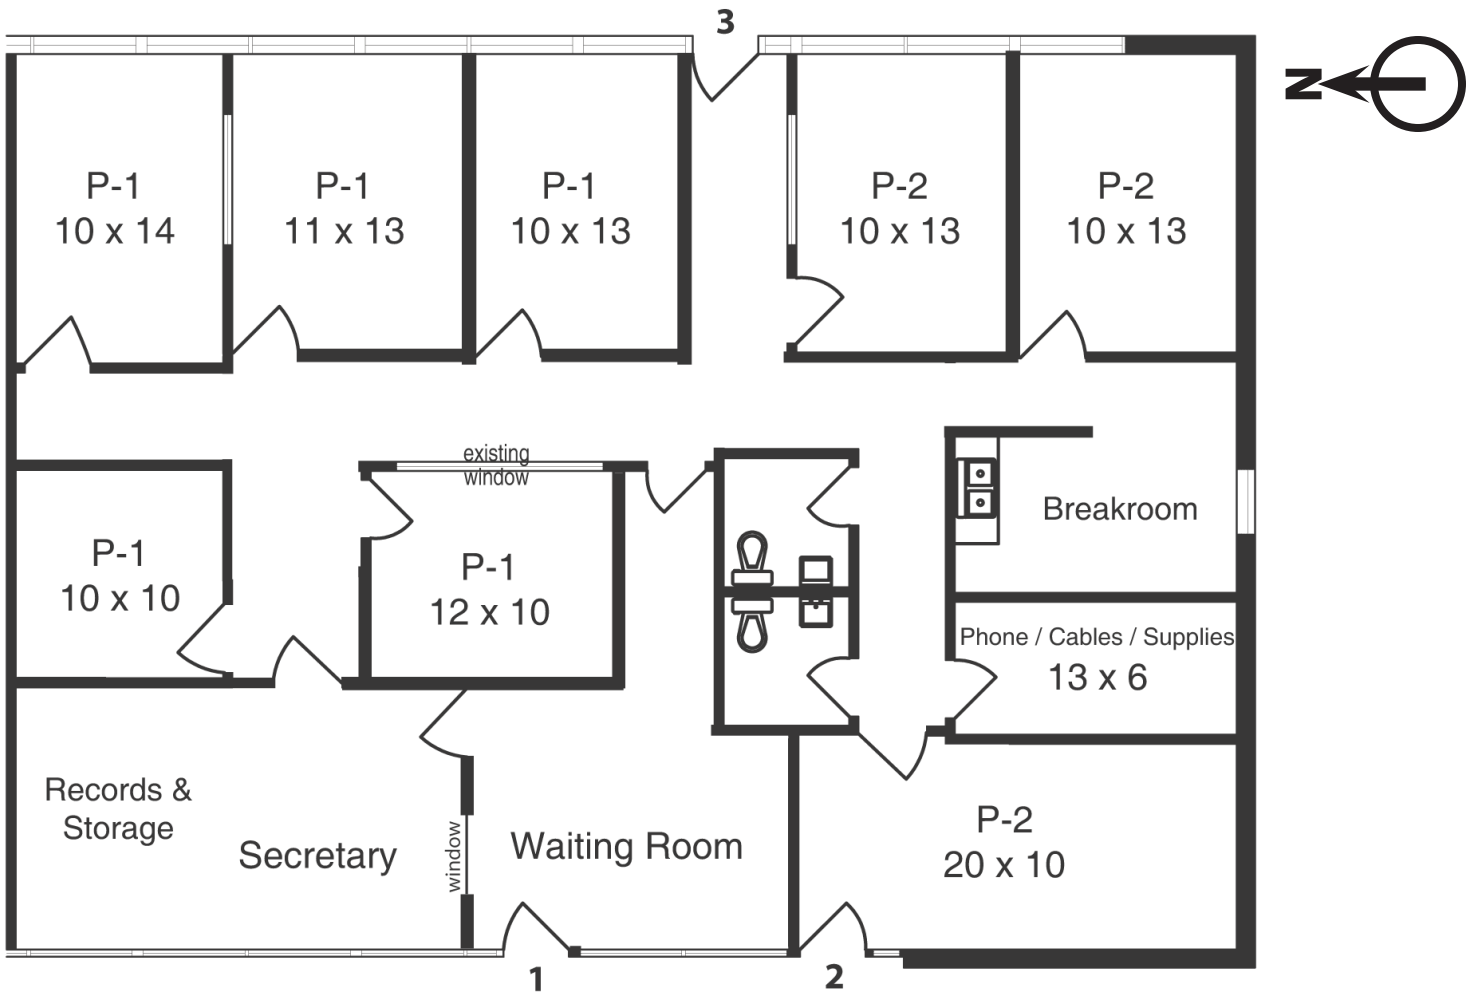 3
N
P-1
10 x 14
P-1
11 x 13
P-1
10 x 13
P-2
10 x 13
P-2
10 x 13
existing
window
P-1
10 x 10
P-1
12 x 10
Breakroom
Phone / Cables / Supplies
13 x 6
Records &
Storage
Secretary
window
Waiting Room
P-2
20 x 10
1
2